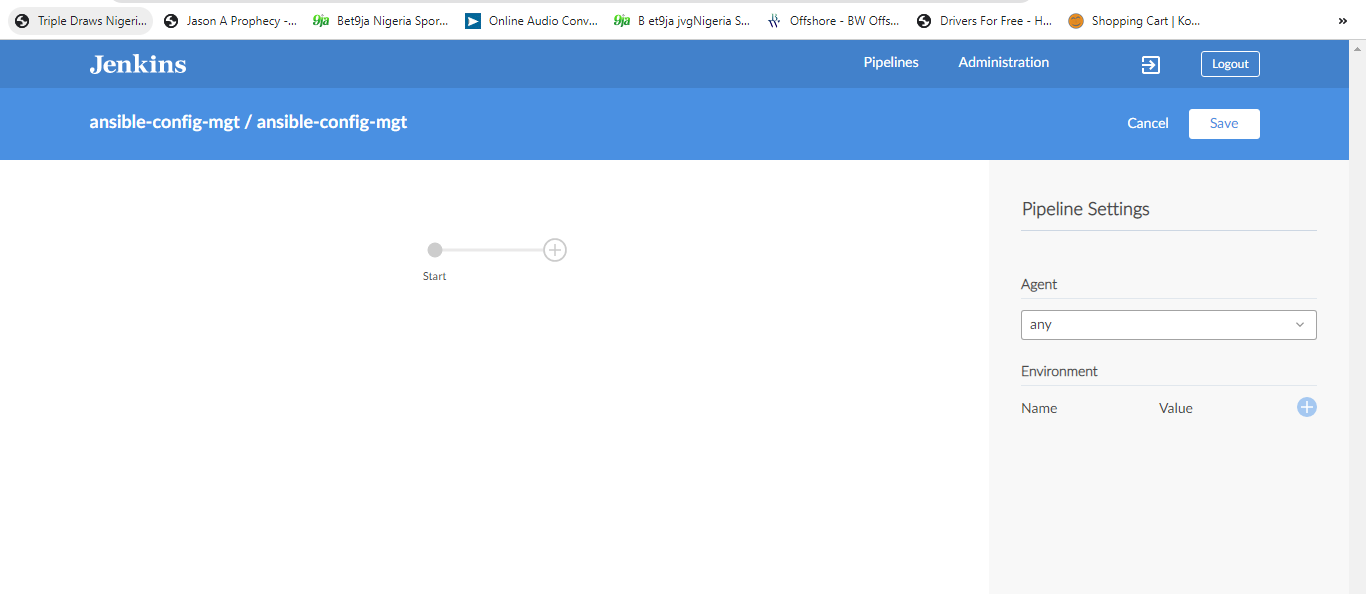 Triple Draws Nigeri... Jason A Prophecy -... Bet9ja Nigeria Spor... Online Audio Conv... B et9ja jvgNigeria S... Offshore - BW Offs... Drivers For Free - H... Shopping Cart | Ko... »
Jenkins Pipelines Administration Logout
ansible-config-mgt / ansible-config-mgt Cancel Save
Pipeline Settings
Start
Agent
any
Environment
Name Value